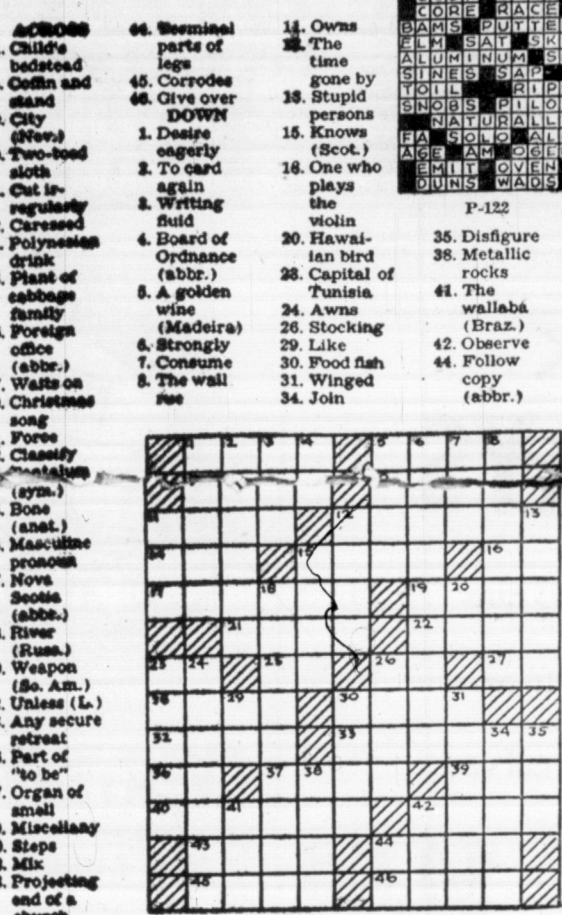 ACROSS
Child's
bedstead
Coffin and
stand
City
(Nev.)
Two-toed
sloth
Cut ir-
regularly
Caressed
Polynesian
drink
Plant of
cabbage
family
Foreign
office
(abbr.)
Waits on
Christmas
song
Force
Classify
Tantalum
(sym.)
Bone
(anat.)
Masculine
pronoun
Nova
Scotia
(abbr.)
River
(Russ.)
Weapon
(So. Am.)
Unless (L.)
Any secure
retreat
Part of
"to be"
Organ of
smell
Miscellany
Steps
Mix
Projecting
end of a
church
44. Terminal
parts of
legs
45. Corrodes
46. Give over
DOWN
1. Desire
eagerly
2. To card
again
3. Writing
fluid
4. Board of
Ordnance
(abbr.)
5. A golden
wine
(Madeira)
6. Strongly
7. Consume
8. The wall
rue
11. Owns
12. The
time
gone by
13. Stupid
persons
15. Knows
(Scot.)
18. One who
plays
the
violin
20. Hawai-
ian bird
23. Capital of
Tunisia
24. Awns
26. Stocking
29. Like
30. Food fish
31. Winged
34. Join
CORE RACE
BAMS PUTTE
ELM SAT SK
ALUMINUM S
SINES SAP
TOIL RIP
SNOBS PILO
NATURALL
FA SOLO AL
AGE AM OGE
EMIT OVEN
DUNS WADS
P-122
35. Disfigure
38. Metallic
rocks
41. The
wallaba
(Braz.)
42. Observe
44. Follow
copy
(abbr.)
1 2 3 4 5 6 7 8
11 12 13
14 15 16
17 18 19 20
21 22
23 24 25 26 27
28 29 30 31
32 33 34 35
36 37 38 39
40 41 42
43 44
45 46